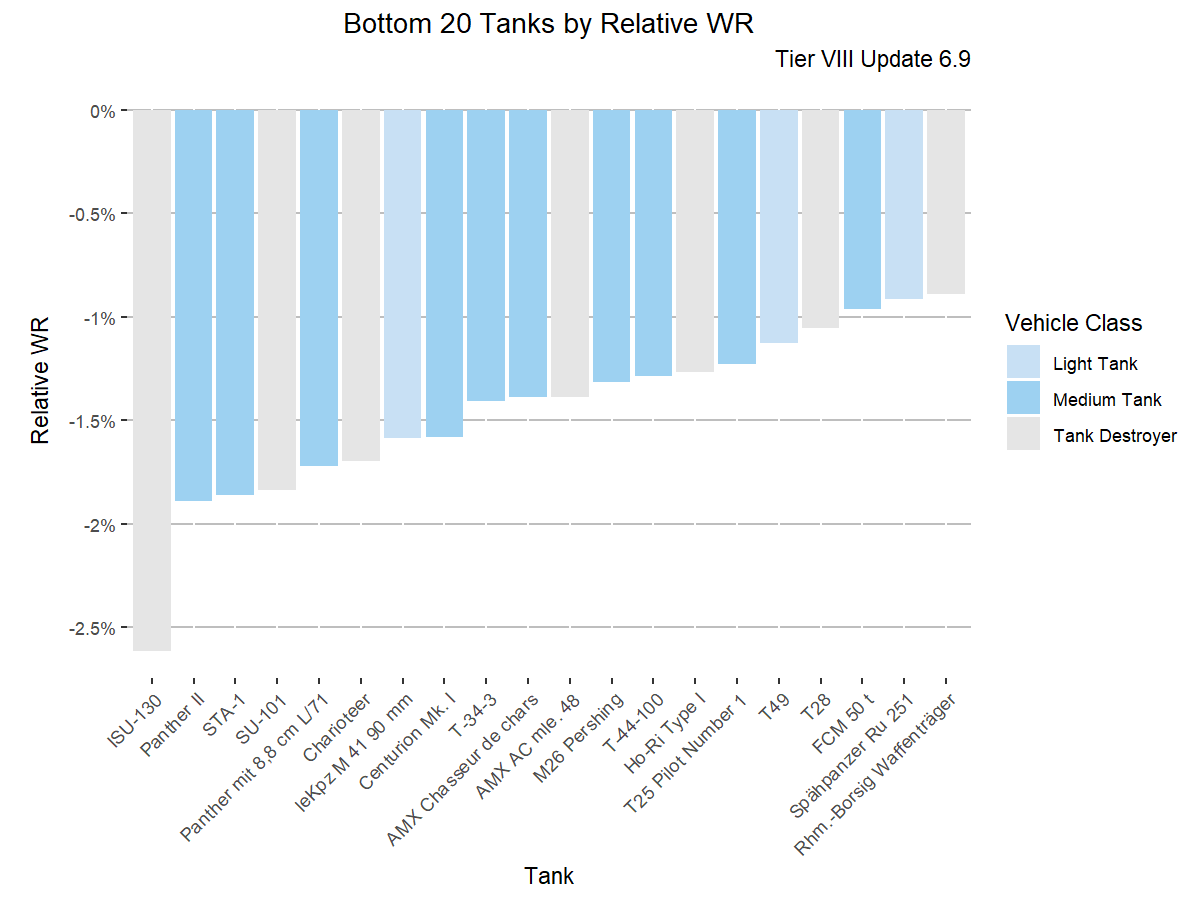 Bottom 20 Tanks by Relative WR
Tier VIII Update 6.9
0%
-0.5%
-1%
-1.5%
-2%
-2.5%
Relative WR
ISU-130
Panther II
STA-1
SU-101
Panther mit 8,8 cm L/71
Charioteer
leKpz M 41 90 mm
Centurion Mk. I
T-34-3
AMX Chasseur de chars
AMX AC mle. 48
M26 Pershing
T-44-100
Ho-Ri Type I
T25 Pilot Number 1
T49
T28
FCM 50 t
Spähpanzer Ru 251
Rhm.-Borsig Waffenträger
Tank
Vehicle Class
Light Tank
Medium Tank
Tank Destroyer